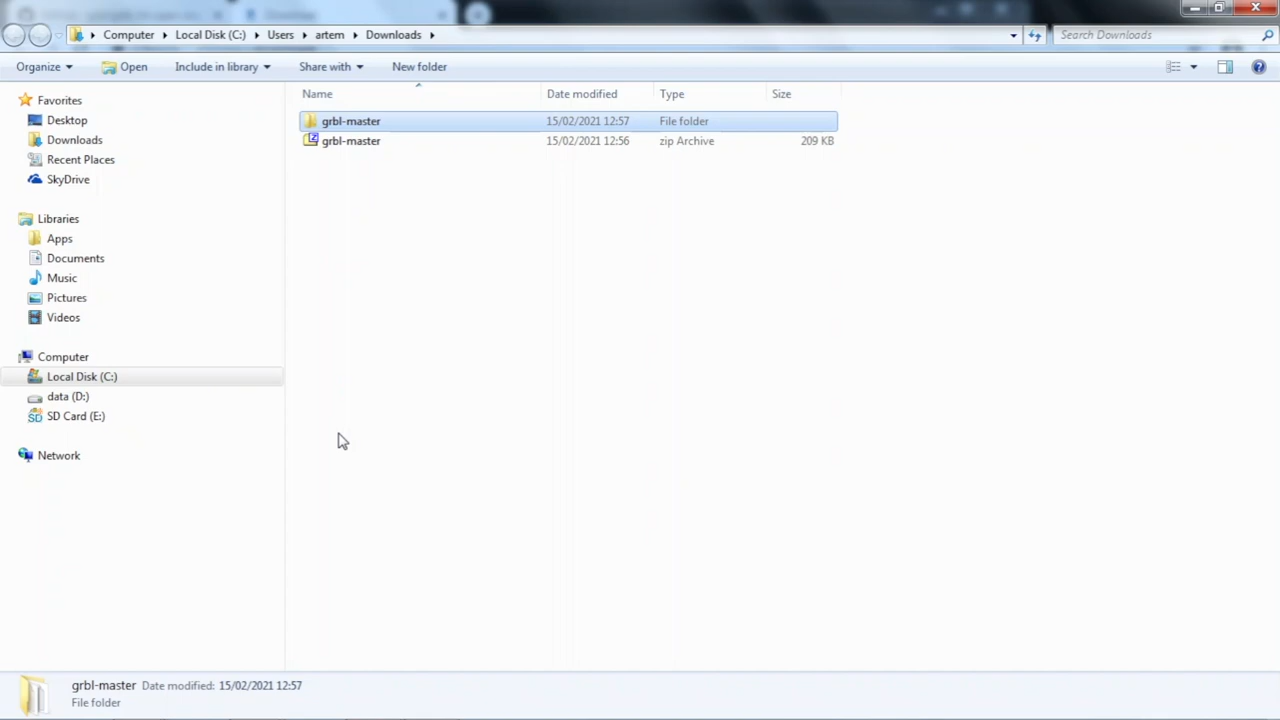 Computer Local Disk (C:) Users artem Downloads Search Downloads
Organize Open Include in library Share with New folder
Favorites
Desktop
Downloads
Recent Places
SkyDrive
Libraries
Apps
Documents
Music
Pictures
Videos
Computer
Local Disk (C:)
data (D:)
SD Card (E:)
Network
Name Date modified Type Size
grbl-master 15/02/2021 12:57 File folder
grbl-master 15/02/2021 12:56 zip Archive 209 KB
grbl-master Date modified: 15/02/2021 12:57
File folder